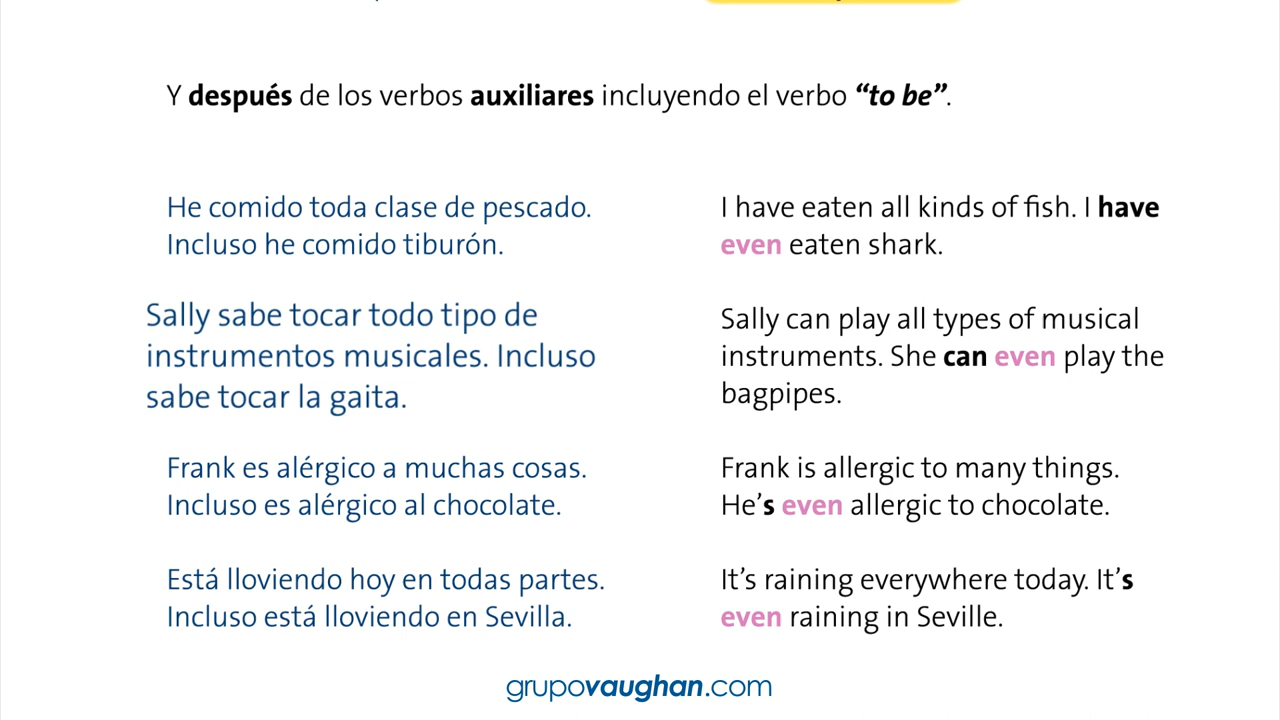 Y después de los verbos auxiliares incluyendo el verbo “to be”.
He comido toda clase de pescado.
Incluso he comido tiburón.
I have eaten all kinds of fish. I have
even eaten shark.
Sally sabe tocar todo tipo de
instrumentos musicales. Incluso
sabe tocar la gaita.
Sally can play all types of musical
instruments. She can even play the
bagpipes.
Frank es alérgico a muchas cosas.
Incluso es alérgico al chocolate.
Frank is allergic to many things.
He’s even allergic to chocolate.
Está lloviendo hoy en todas partes.
Incluso está lloviendo en Sevilla.
It’s raining everywhere today. It’s
even raining in Seville.
grupovaughan.com